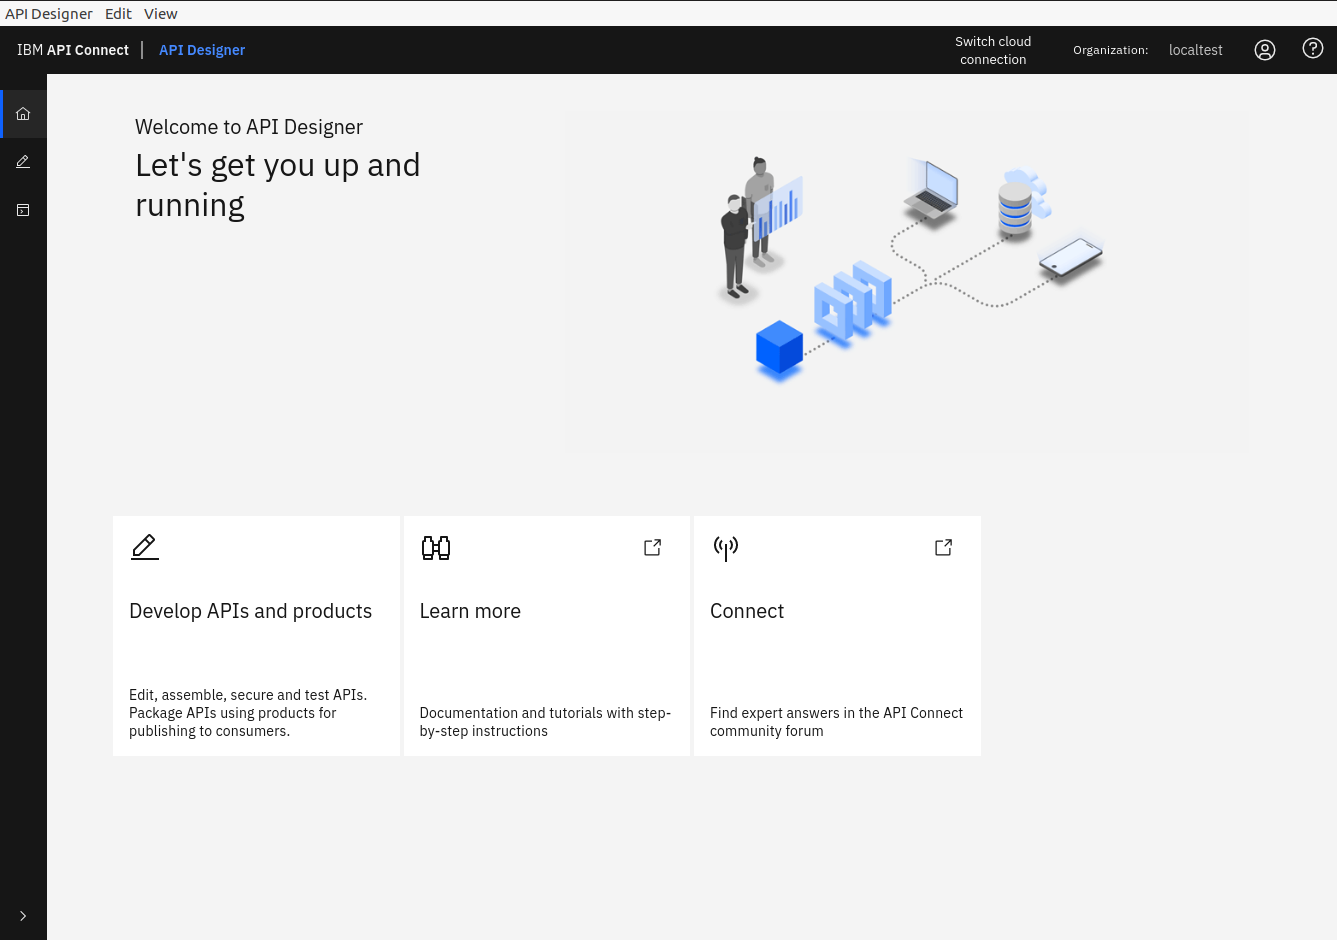 API Designer Edit View
IBM API Connect | API Designer
Switch cloud
connection
Organization: localtest
Welcome to API Designer
Let's get you up and
running
Develop APIs and products
Edit, assemble, secure and test APIs.
Package APIs using products for
publishing to consumers.
Learn more
Documentation and tutorials with step-
by-step instructions
Connect
Find expert answers in the API Connect
community forum